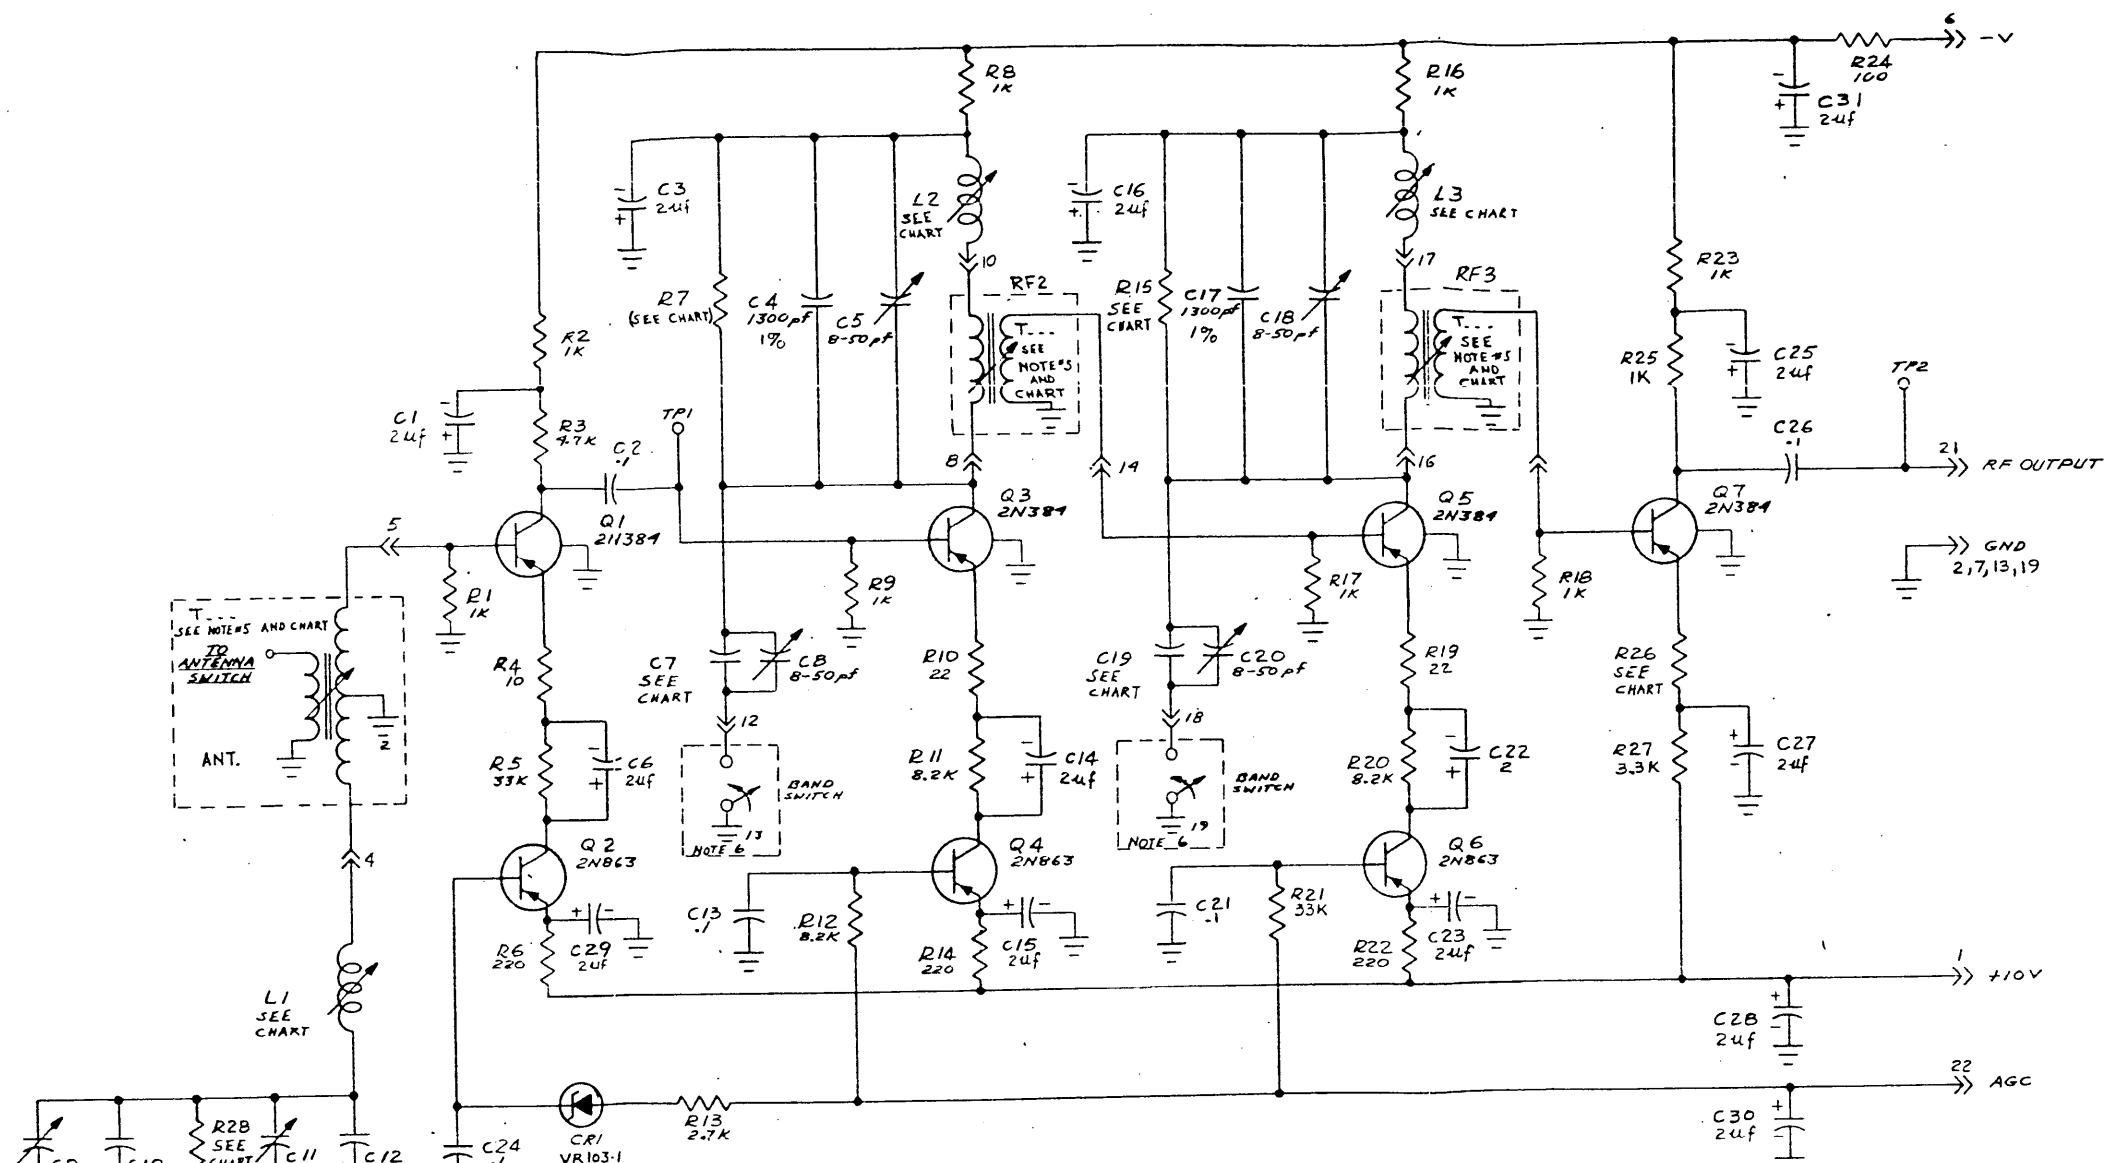 6
-V
R24
100
C31
2uf
-
+
R8
1K
R16
1K
C3
2uf
-
+
L2
SEE
CHART
C16
2uf
-
+
L3
SEE CHART
10
17
R7
(SEE CHART)
C4
1300pf
1%
C5
8-50pf
RF2
T---
SEE
NOTE#5
AND
CHART
R15
SEE
CHART
C17
1300pf
1%
C18
8-50pf
RF3
T---
SEE
NOTE#5
AND
CHART
R23
1K
R2
1K
C1
2uf
-
+
R3
4.7K
C2
.1
TP1
8
14
16
R25
1K
C25
2uf
-
+
TP2
C26
.1
21
RF OUTPUT
Q1
2N384
Q3
2N384
Q5
2N384
Q7
2N384
5
R1
1K
R9
1K
R17
1K
R18
1K
GND
2,7,13,19
T---
SEE NOTE#5 AND CHART
TO
ANTENNA
SWITCH
ANT.
2
R4
10
C7
SEE
CHART
C8
8-50pf
R10
22
C19
SEE
CHART
C20
8-50pf
R19
22
R26
SEE
CHART
12
18
R5
33K
C6
2uf
-
+
BAND
SWITCH
13
NOTE 6
R11
8.2K
C14
2uf
-
+
BAND
SWITCH
19
NOTE 6
R20
8.2K
C22
2
-
+
R27
3.3K
C27
2uf
+
-
4
Q2
2N863
Q4
2N863
Q6
2N863
C13
.1
R12
8.2K
C21
.1
R21
33K
R6
220
C29
2uf
+ -
R14
220
C15
2uf
+ -
R22
220
C23
2uf
+ -
L1
SEE
CHART
1
+10V
C28
2uf
+
-
22
AGC
C30
2uf
+
-
R28
SEE
CHART
C11
C12
C24
CR1
VR103-1
R13
2.7K